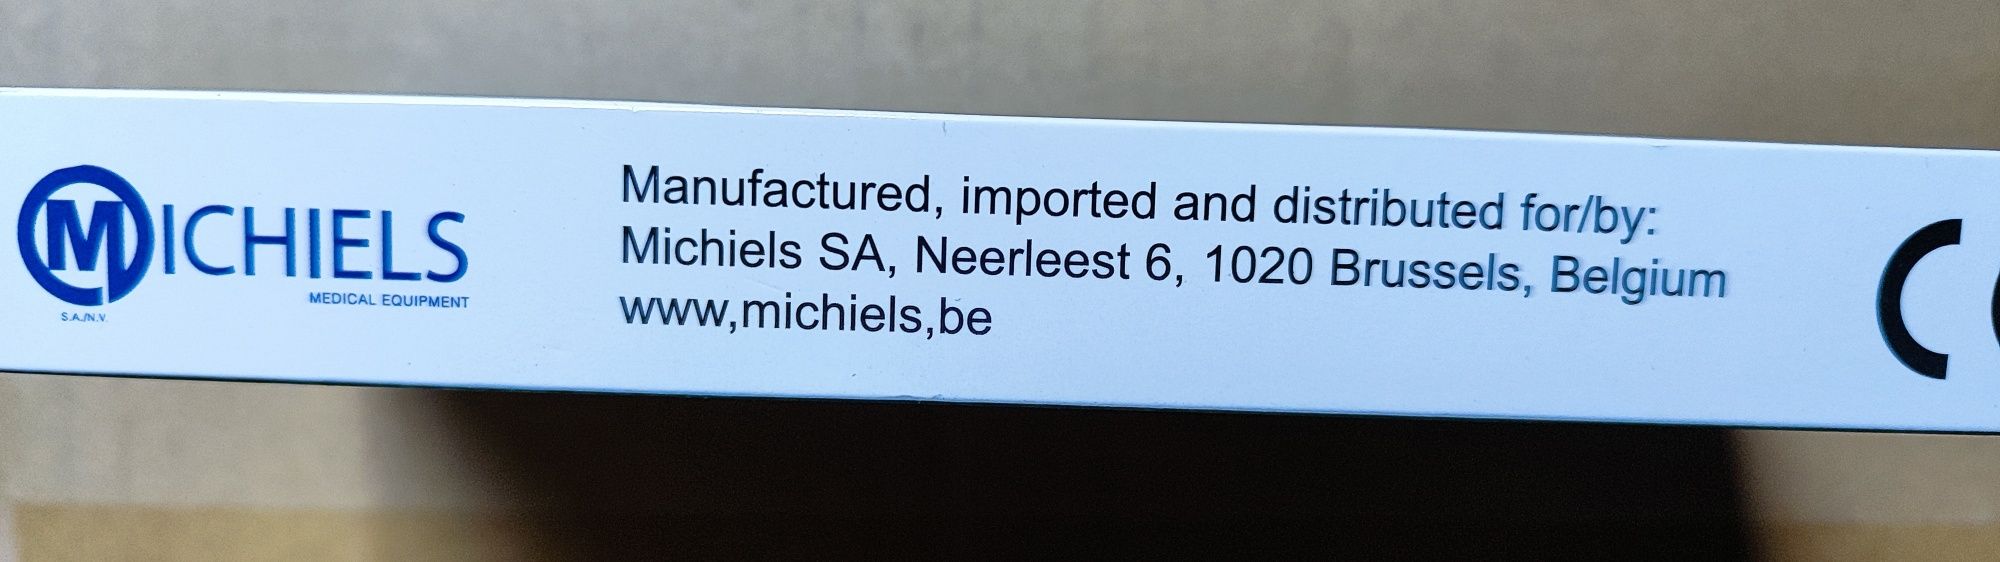 MICHIELS
MEDICAL EQUIPMENT
S.A./N.V.
Manufactured, imported and distributed for/by:
Michiels SA, Neerleest 6, 1020 Brussels, Belgium
www,michiels,be
C